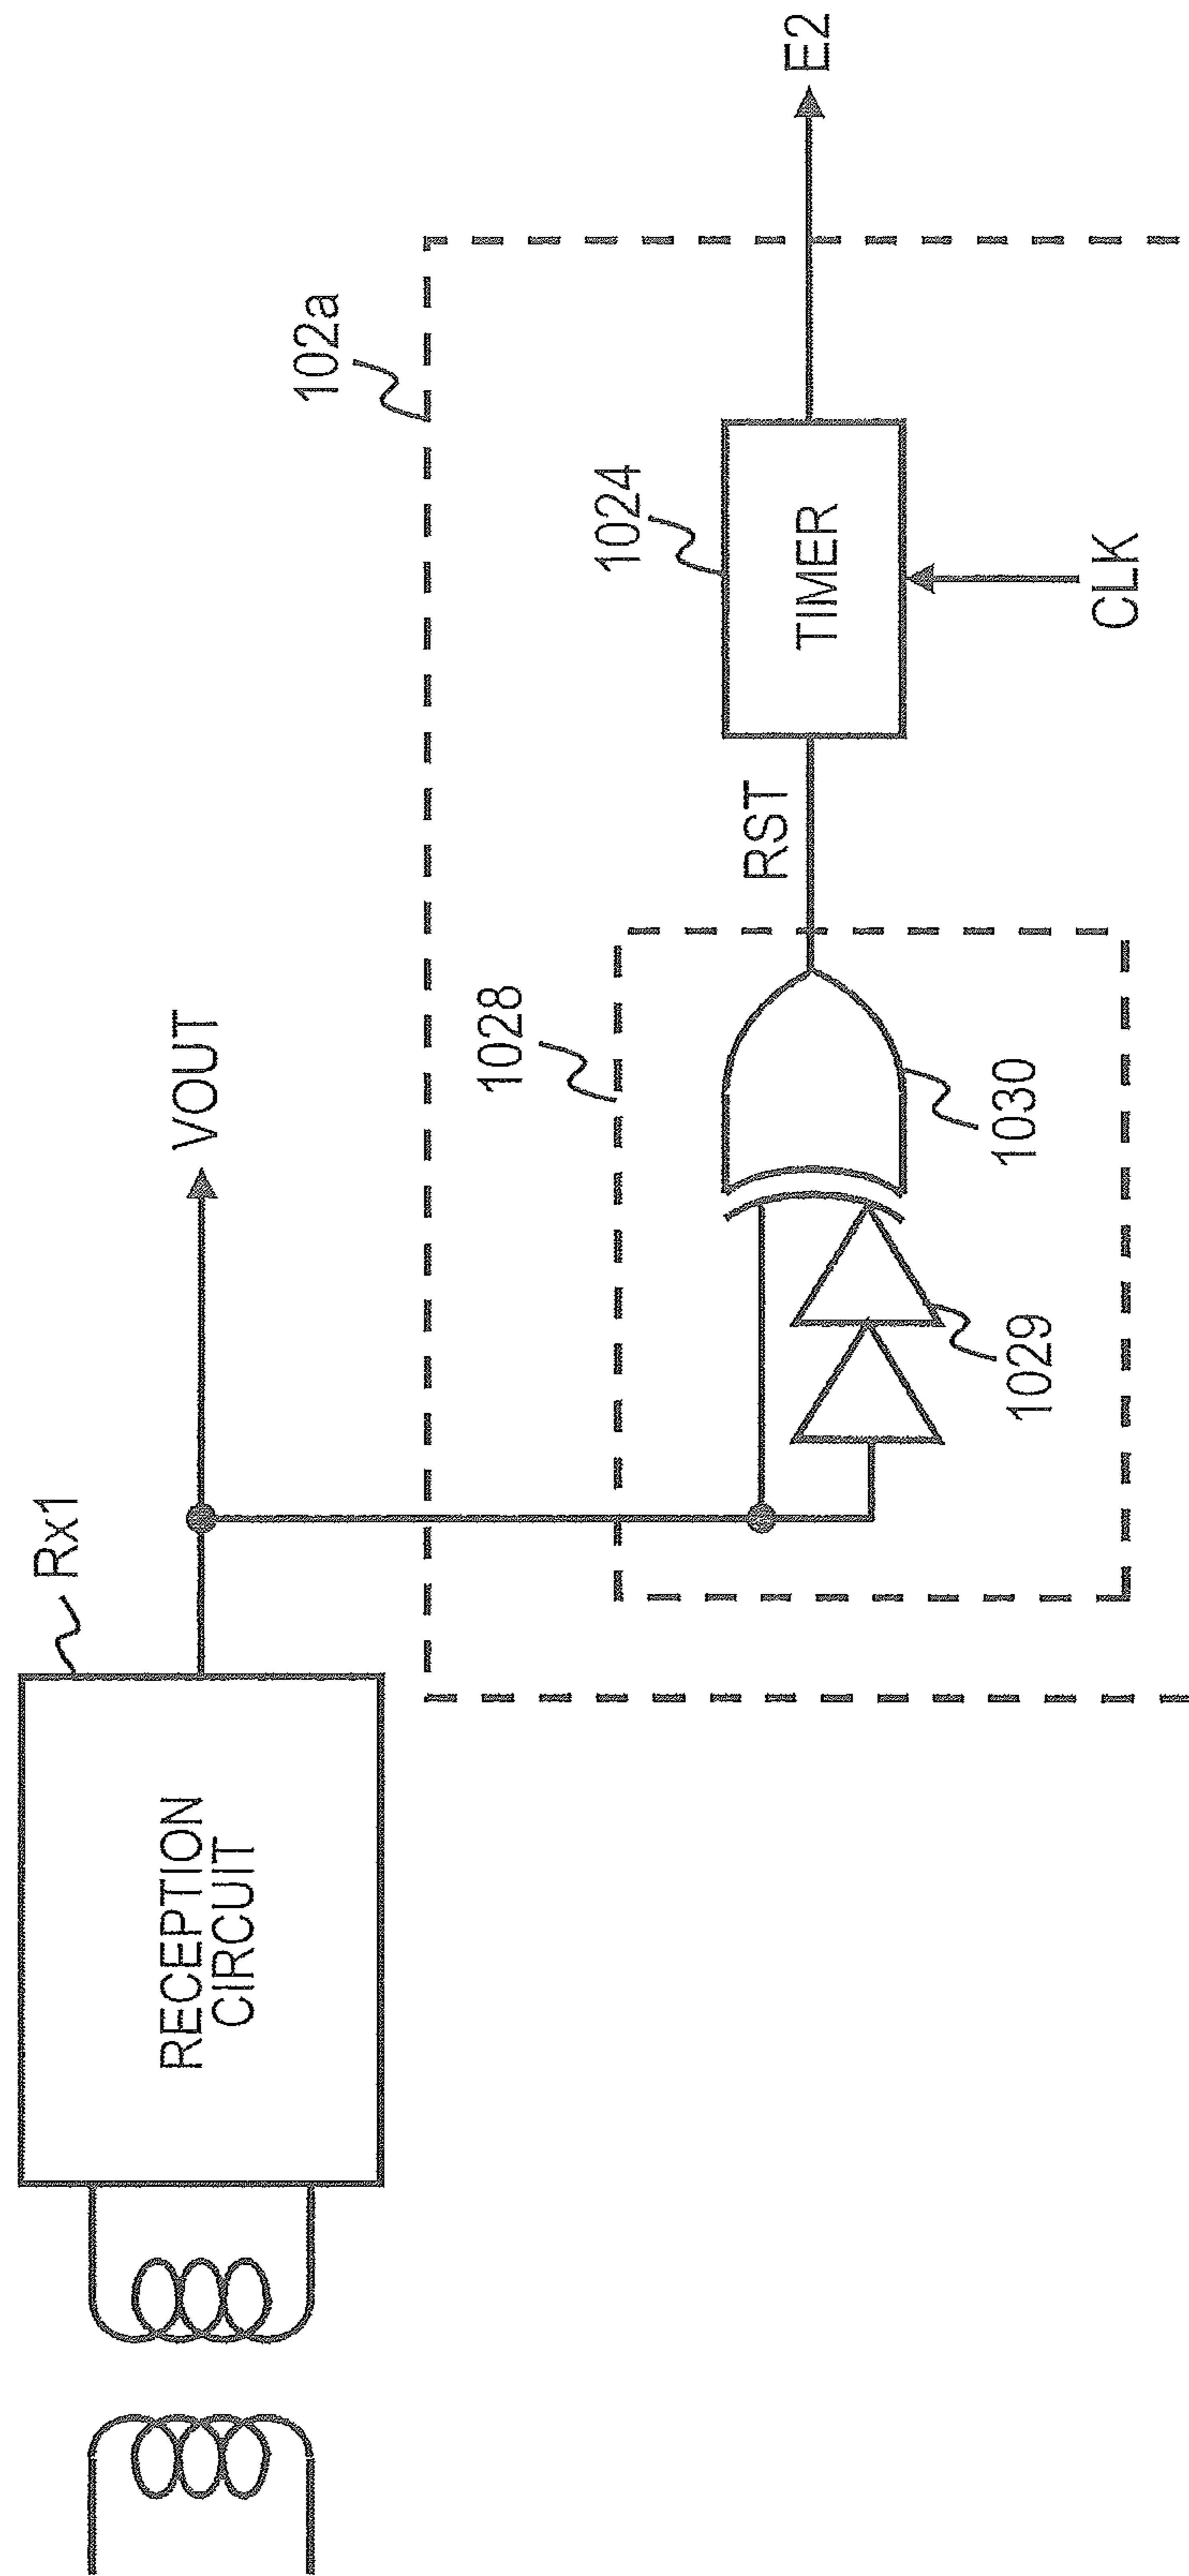 RECEPTION
CIRCUIT
Rx1
VOUT
102a
1028
1029
1030
RST
1024
TIMER
CLK
E2